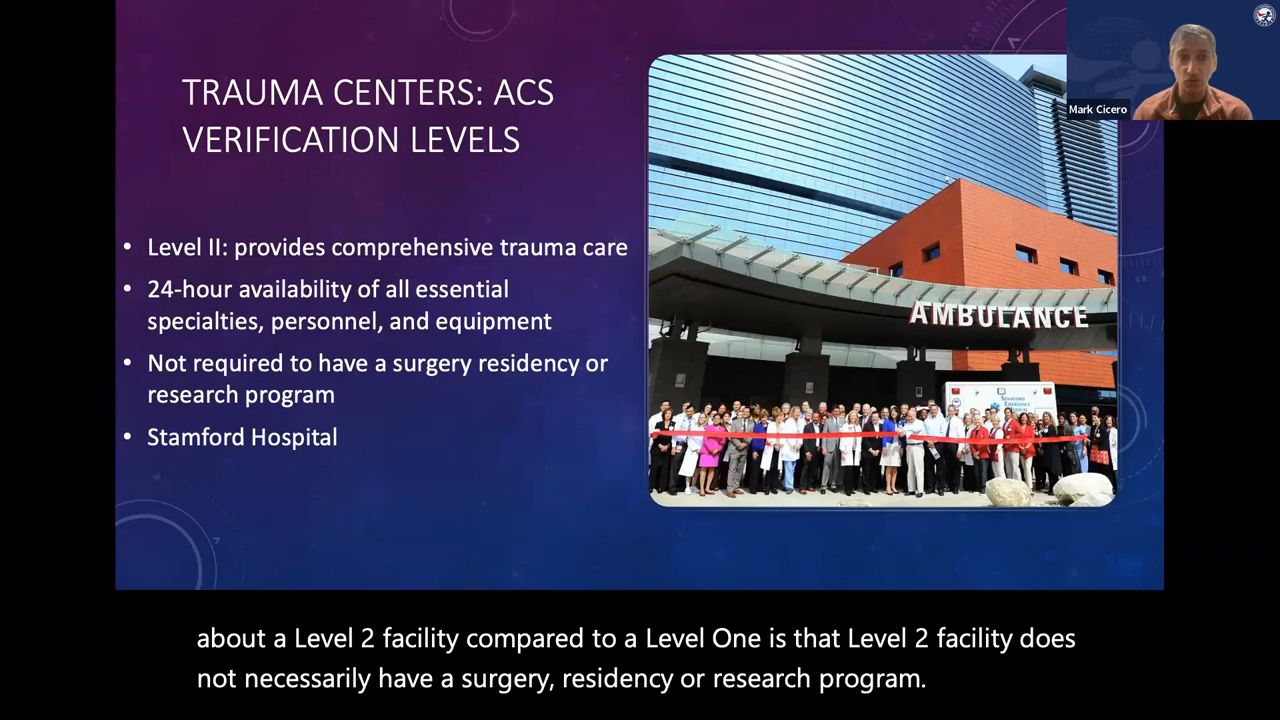 TRAUMA CENTERS: ACS
VERIFICATION LEVELS
• Level II: provides comprehensive trauma care
• 24-hour availability of all essential
specialties, personnel, and equipment
• Not required to have a surgery residency or
research program
• Stamford Hospital
AMBULANCE
STAMFORD
EMERGENCY
MEDICAL
Mark Cicero
about a Level 2 facility compared to a Level One is that Level 2 facility does
not necessarily have a surgery, residency or research program.